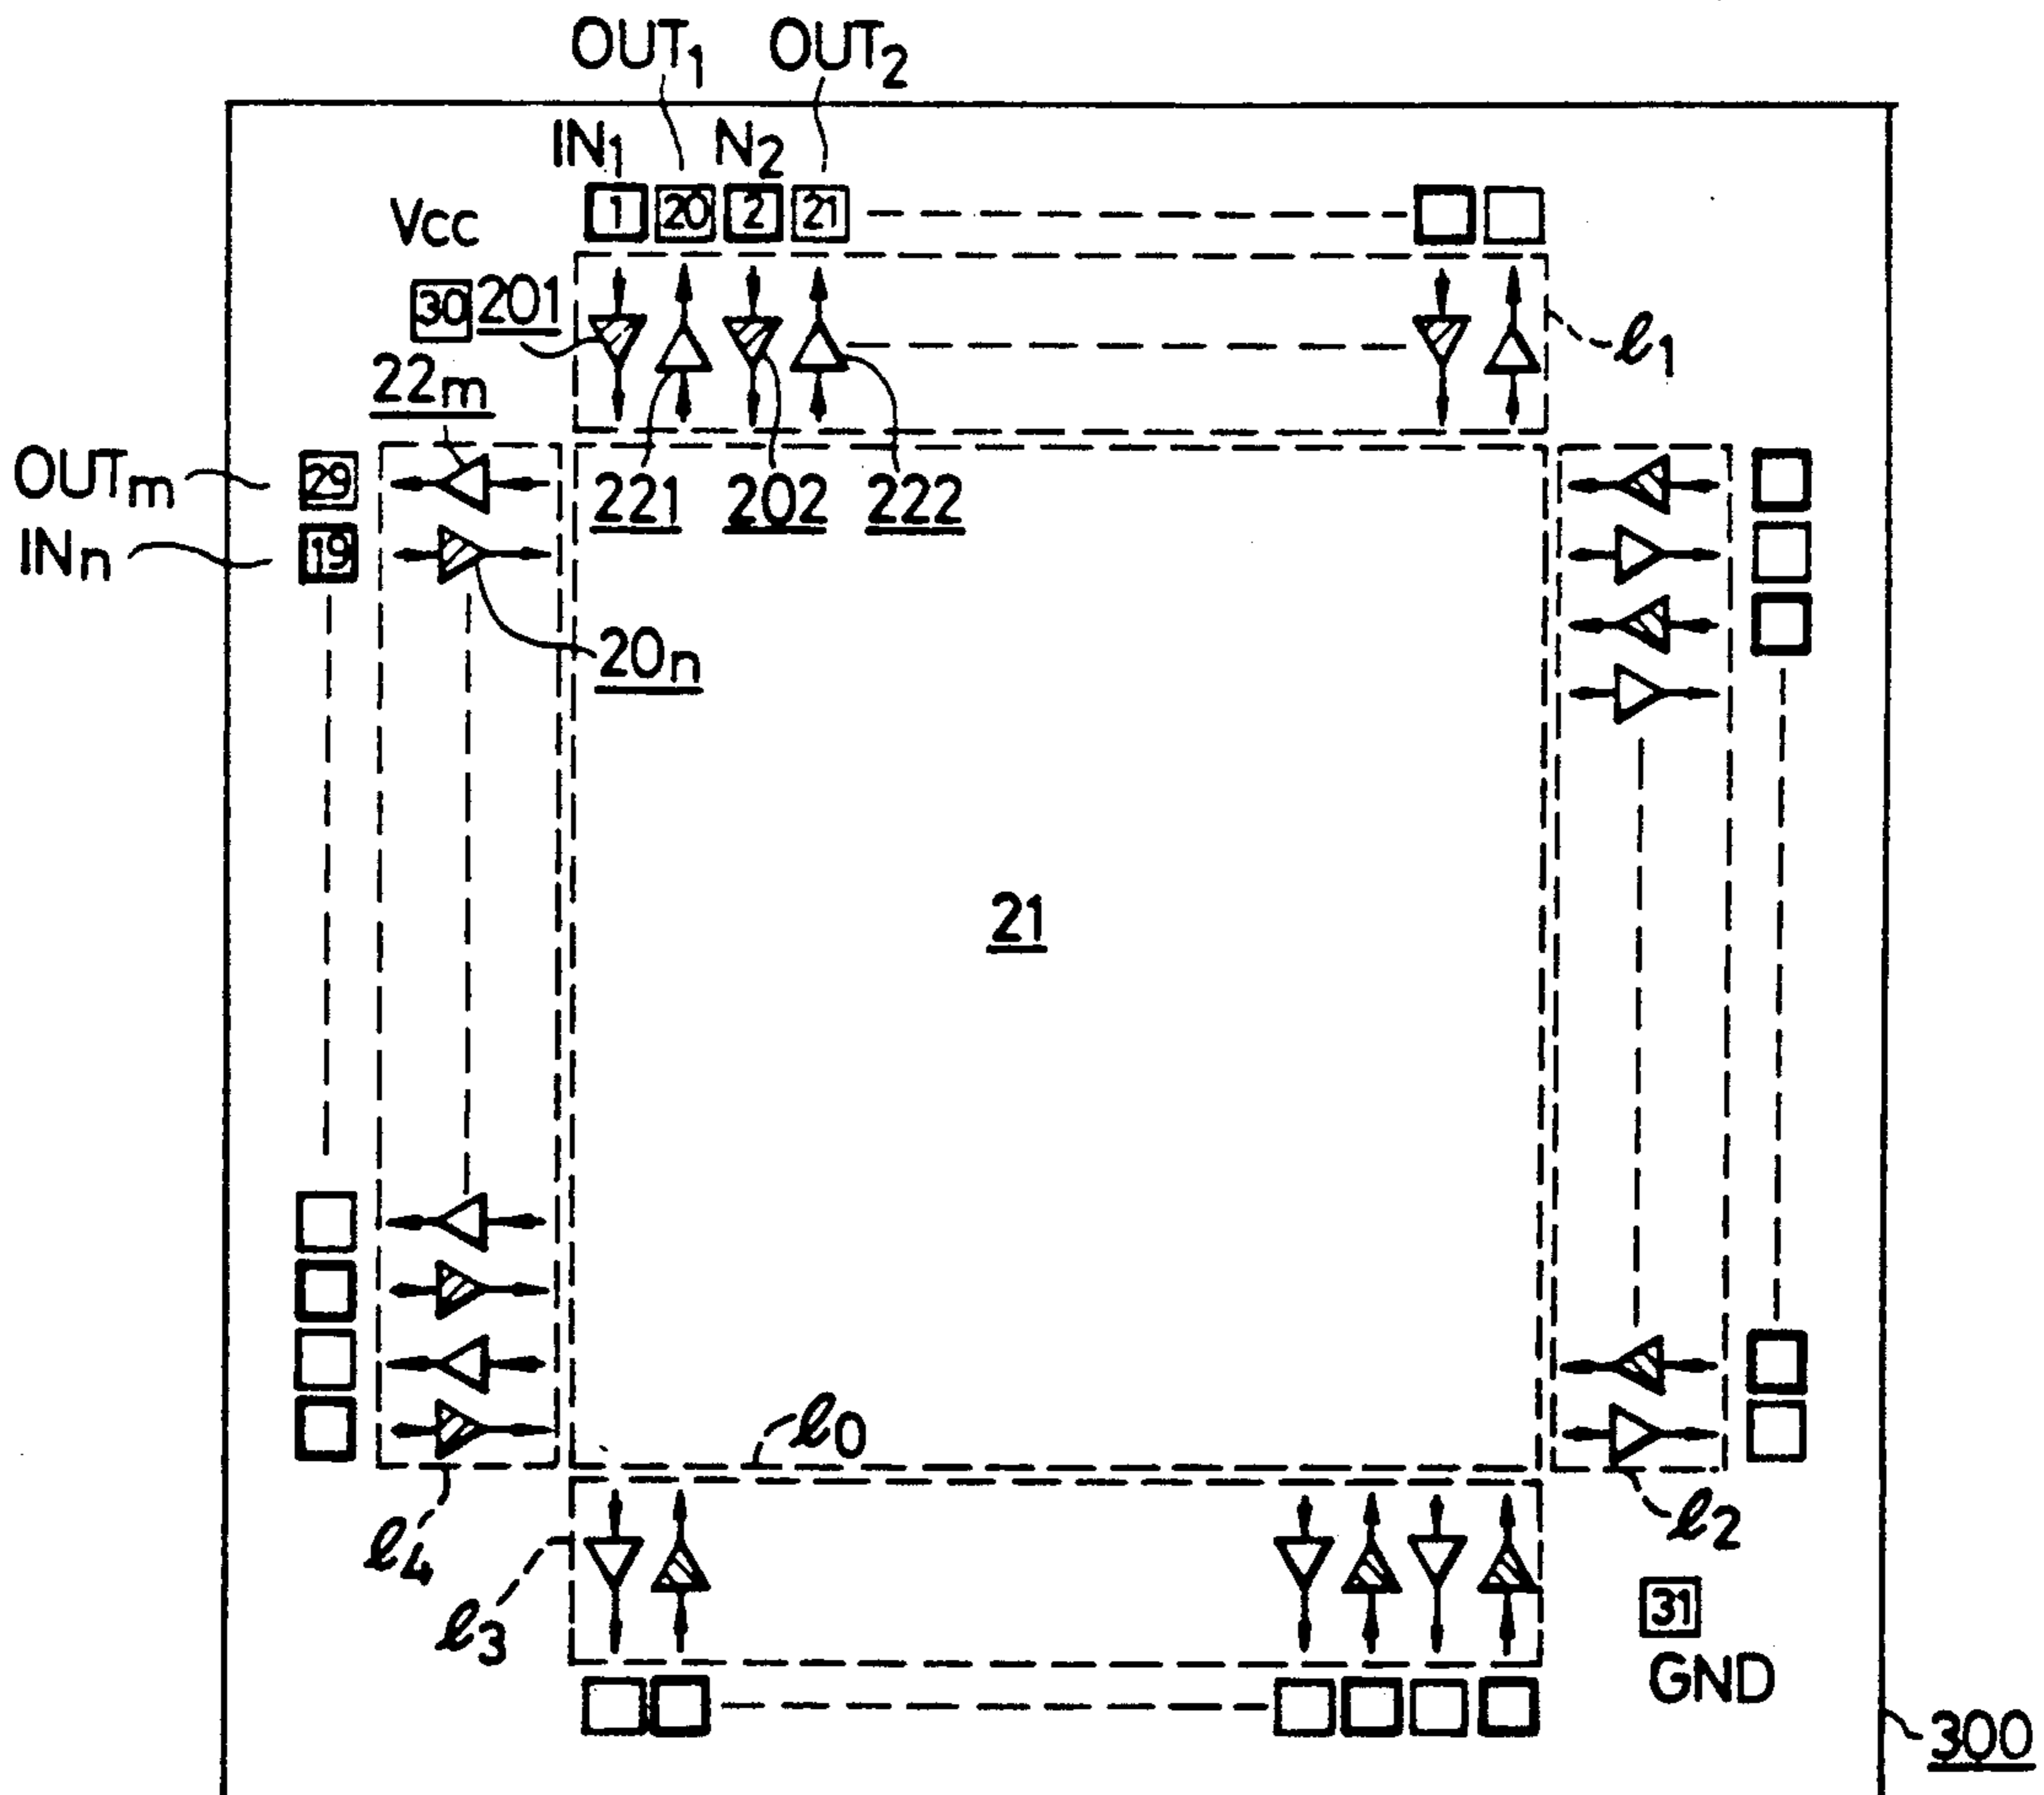 OUT1 OUT2
IN1 N2
1 20 2 21
Vcc
30 201
22m
l1
OUTm 29
221 202 222
INn 19
20n
21
l0
l4
l2
l3
31
GND
300